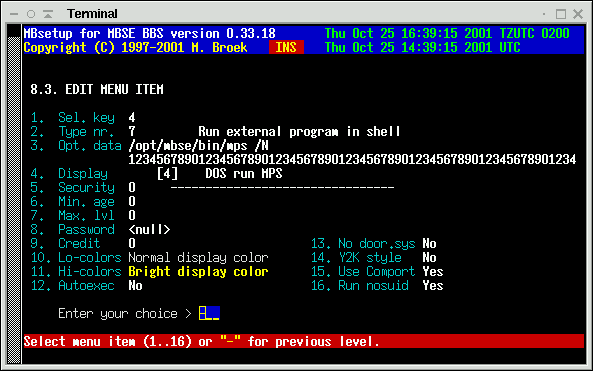 Terminal
MBsetup for MBSE BBS version 0.33.18 Thu Oct 25 16:39:15 2001 TZUTC 0200
Copyright (C) 1997-2001 M. Broek INS Thu Oct 25 14:39:15 2001 UTC
8.3. EDIT MENU ITEM
1. Sel. key 4
2. Type nr. 7 Run external program in shell
3. Opt. data /opt/mbse/bin/mps /N
1234567890123456789012345678901234567890123456789012345678901234
4. Display [4] DOS run MPS
5. Security 0 --------------------------------
6. Min. age 0
7. Max. lvl 0
8. Password <null>
9. Credit 0 13. No door.sys No
10. Lo-colors Normal display color 14. Y2K style No
11. Hi-colors Bright display color 15. Use Comport Yes
12. Autoexec No 16. Run nosuid Yes
Enter your choice > -__
Select menu item (1..16) or "-" for previous level.